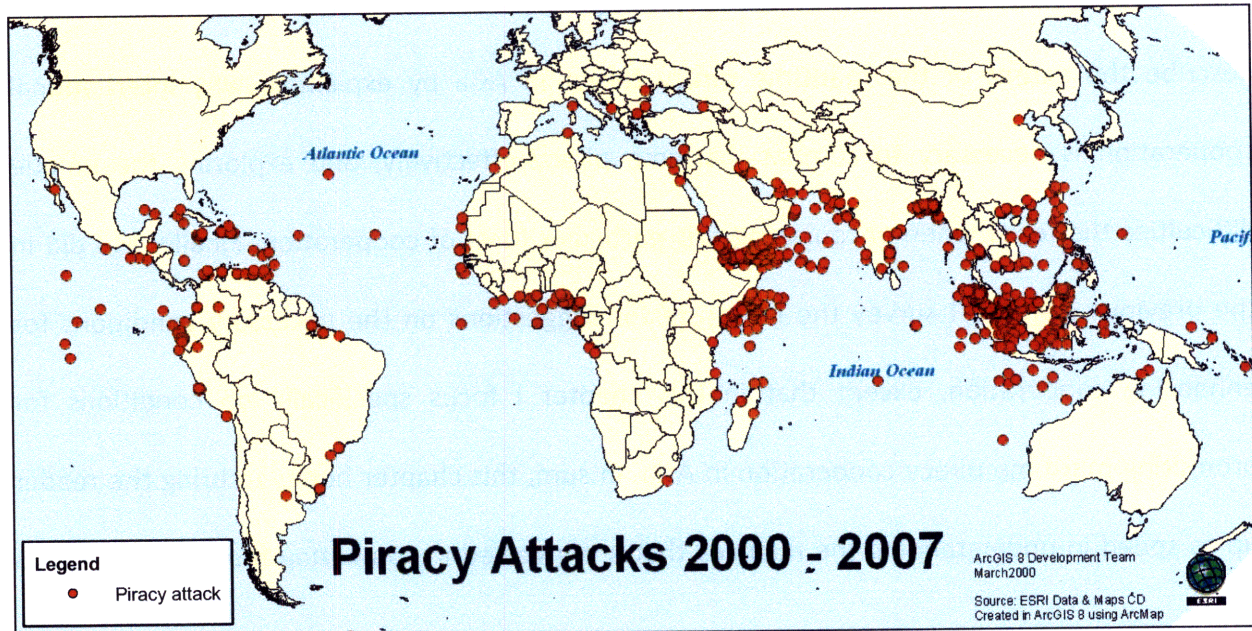 Atlantic Ocean
Pacifi
Indian Ocean
Piracy Attacks 2000 - 2007
Legend
Piracy attack
ArcGIS 8 Development Team
March2000
Source: ESRI Data & Maps CD
Created in ArcGIS 8 using ArcMap
ESRI